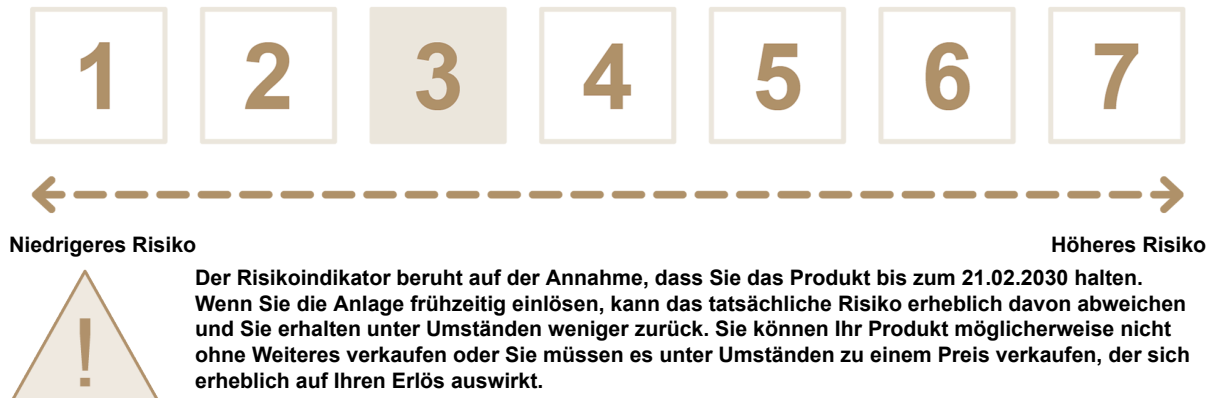 1 2 3 4 5 6 7
Niedrigeres Risiko Höheres Risiko
!
Der Risikoindikator beruht auf der Annahme, dass Sie das Produkt bis zum 21.02.2030 halten.
Wenn Sie die Anlage frühzeitig einlösen, kann das tatsächliche Risiko erheblich davon abweichen
und Sie erhalten unter Umständen weniger zurück. Sie können Ihr Produkt möglicherweise nicht
ohne Weiteres verkaufen oder Sie müssen es unter Umständen zu einem Preis verkaufen, der sich
erheblich auf Ihren Erlös auswirkt.